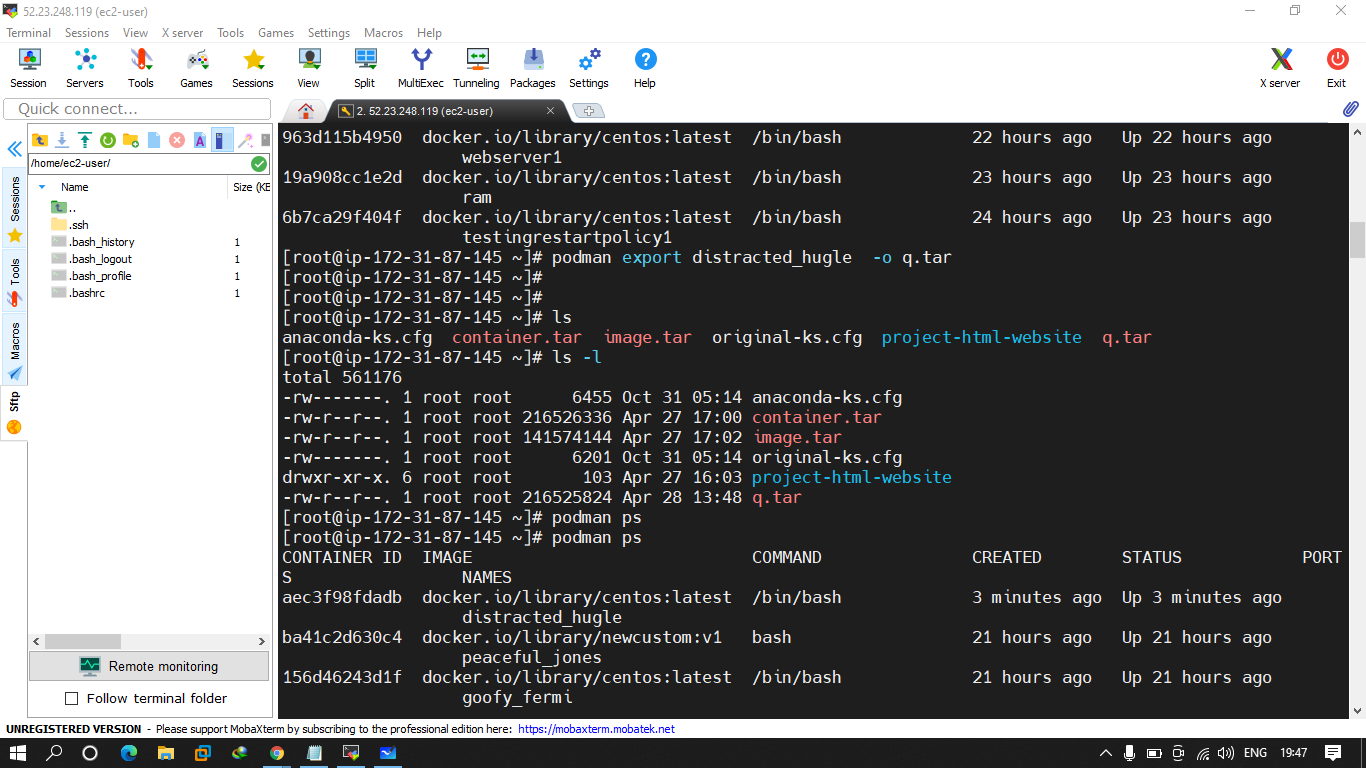 52.23.248.119 (ec2-user)
Terminal Sessions View X server Tools Games Settings Macros Help
Session Servers Tools Games Sessions View Split MultiExec Tunneling Packages Settings Help X server Exit
Quick connect...
2. 52.23.248.119 (ec2-user)
/home/ec2-user/
Name Size (KB
..
.ssh
.bash_history 1
.bash_logout 1
.bash_profile 1
.bashrc 1
Sessions
Tools
Macros
Sftp
Remote monitoring
Follow terminal folder
963d115b4950 docker.io/library/centos:latest /bin/bash 22 hours ago Up 22 hours ago
webserver1
19a908cc1e2d docker.io/library/centos:latest /bin/bash 23 hours ago Up 23 hours ago
ram
6b7ca29f404f docker.io/library/centos:latest /bin/bash 24 hours ago Up 23 hours ago
testingrestartpolicy1
[root@ip-172-31-87-145 ~]# podman export distracted_hugle -o q.tar
[root@ip-172-31-87-145 ~]#
[root@ip-172-31-87-145 ~]#
[root@ip-172-31-87-145 ~]# ls
anaconda-ks.cfg container.tar image.tar original-ks.cfg project-html-website q.tar
[root@ip-172-31-87-145 ~]# ls -l
total 561176
-rw-------. 1 root root 6455 Oct 31 05:14 anaconda-ks.cfg
-rw-r--r--. 1 root root 216526336 Apr 27 17:00 container.tar
-rw-r--r--. 1 root root 141574144 Apr 27 17:02 image.tar
-rw-------. 1 root root 6201 Oct 31 05:14 original-ks.cfg
drwxr-xr-x. 6 root root 103 Apr 27 16:03 project-html-website
-rw-r--r--. 1 root root 216525824 Apr 28 13:48 q.tar
[root@ip-172-31-87-145 ~]# podman ps
[root@ip-172-31-87-145 ~]# podman ps
CONTAINER ID IMAGE COMMAND CREATED STATUS PORT
S NAMES
aec3f98fdadb docker.io/library/centos:latest /bin/bash 3 minutes ago Up 3 minutes ago
distracted_hugle
ba41c2d630c4 docker.io/library/newcustom:v1 bash 21 hours ago Up 21 hours ago
peaceful_jones
156d46243d1f docker.io/library/centos:latest /bin/bash 21 hours ago Up 21 hours ago
goofy_fermi
UNREGISTERED VERSION - Please support MobaXterm by subscribing to the professional edition here: https://mobaxterm.mobatek.net
ENG 19:47